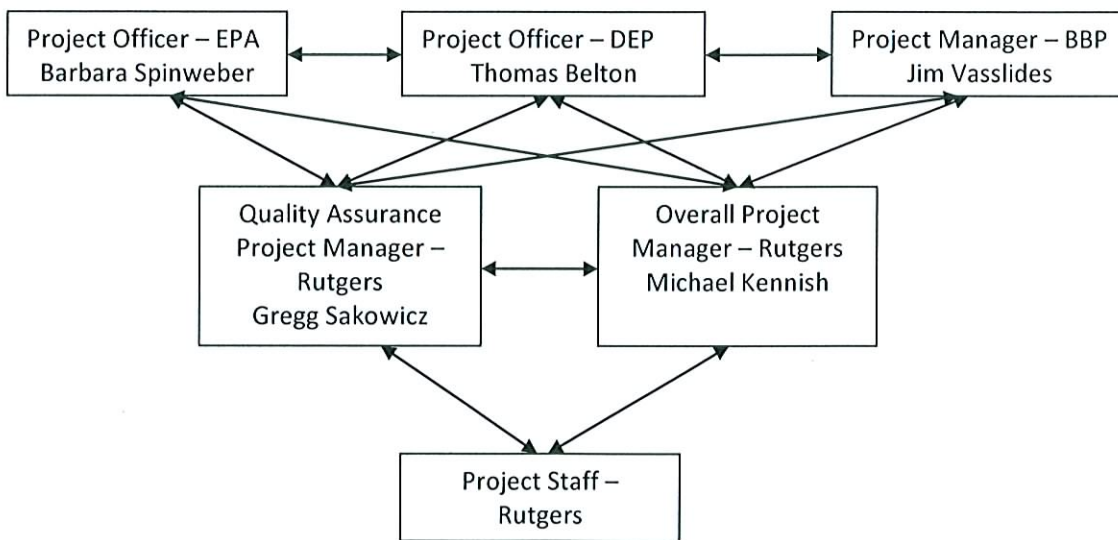 Project Officer – EPA
Barbara Spinweber
Project Officer – DEP
Thomas Belton
Project Manager – BBP
Jim Vasslides
Quality Assurance
Project Manager –
Rutgers
Gregg Sakowicz
Overall Project
Manager – Rutgers
Michael Kennish
Project Staff –
Rutgers